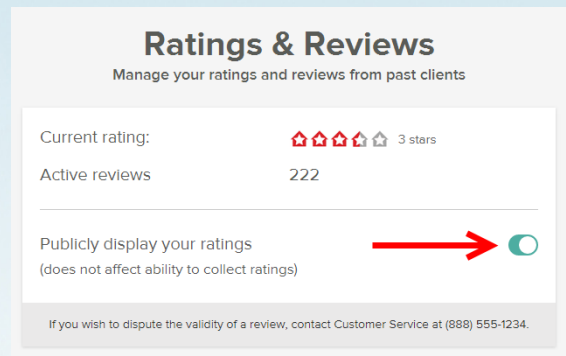 Ratings & Reviews
Manage your ratings and reviews from past clients
Current rating: 3 stars
Active reviews 222
Publicly display your ratings
(does not affect ability to collect ratings)
If you wish to dispute the validity of a review, contact Customer Service at (888) 555-1234.